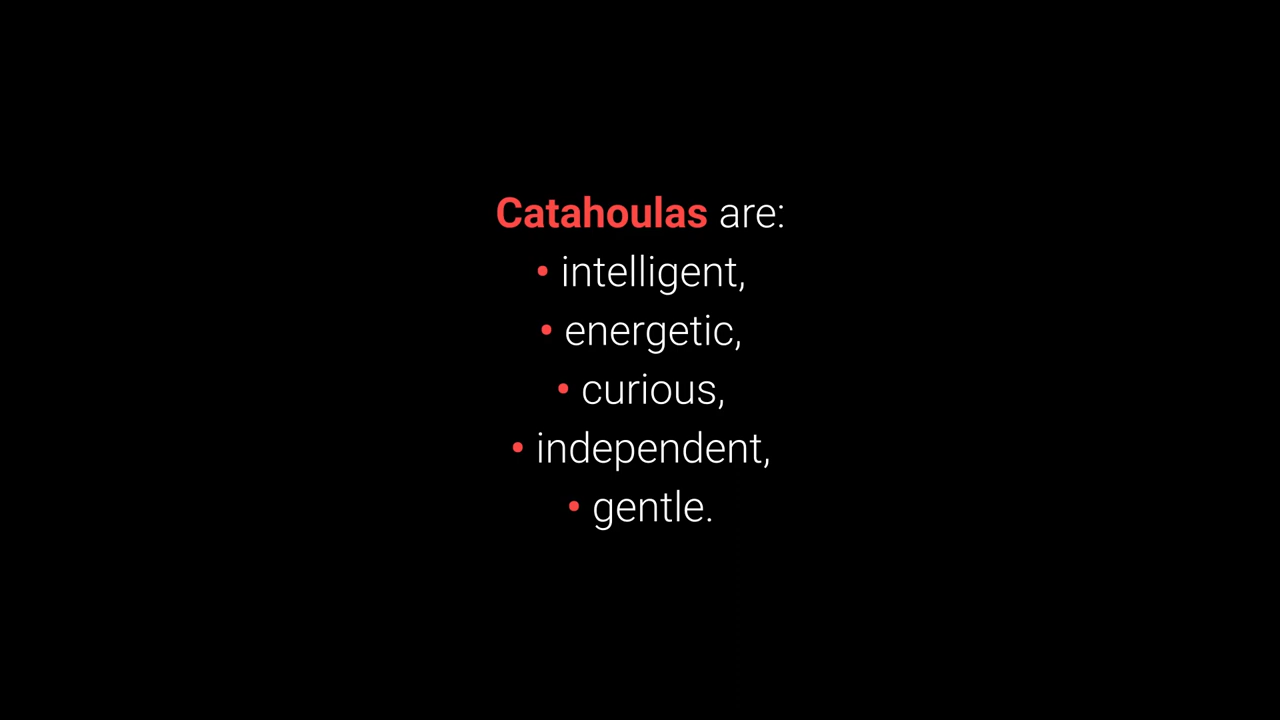 Catahoulas are:
• intelligent,
• energetic,
• curious,
• independent,
• gentle.